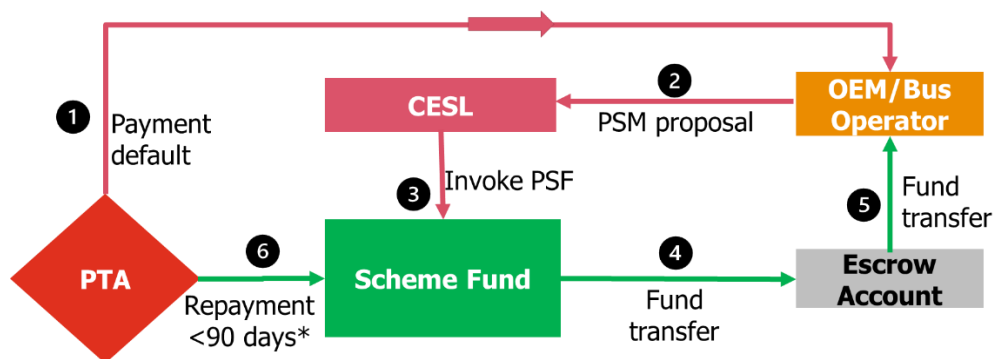 1
Payment
default
CESL
2
PSM proposal
OEM/Bus
Operator
3
Invoke PSF
5
Fund
transfer
PTA
6
Repayment
<90 days*
Scheme Fund
4
Fund
transfer
Escrow
Account